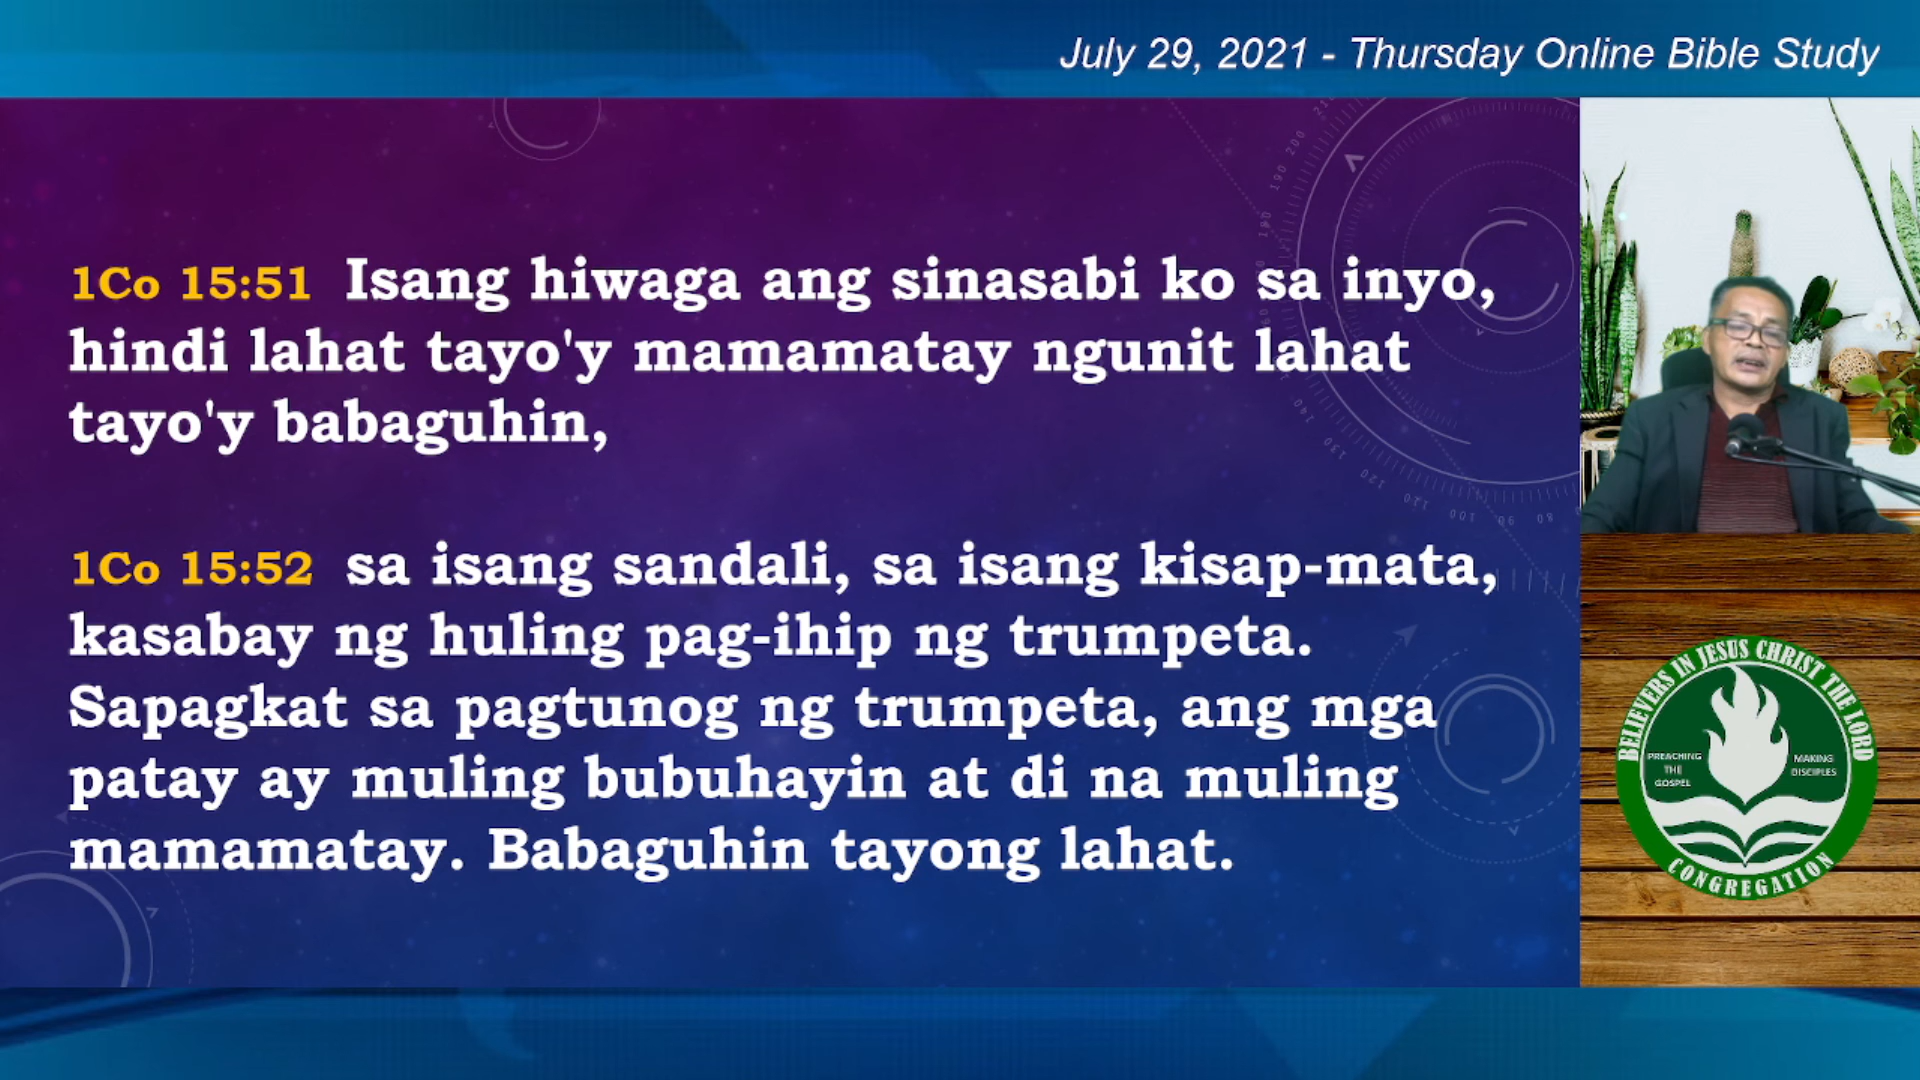 July 29, 2021 - Thursday Online Bible Study
1Co 15:51 Isang hiwaga ang sinasabi ko sa inyo,
hindi lahat tayo'y mamamatay ngunit lahat
tayo'y babaguhin,
1Co 15:52 sa isang sandali, sa isang kisap-mata,
kasabay ng huling pag-ihip ng trumpeta.
Sapagkat sa pagtunog ng trumpeta, ang mga
patay ay muling bubuhayin at di na muling
mamamatay. Babaguhin tayong lahat.
BELIEVERS IN JESUS CHRIST THE LORD
PREACHING
THE
GOSPEL
MAKING
DISCIPLES
CONGREGATION